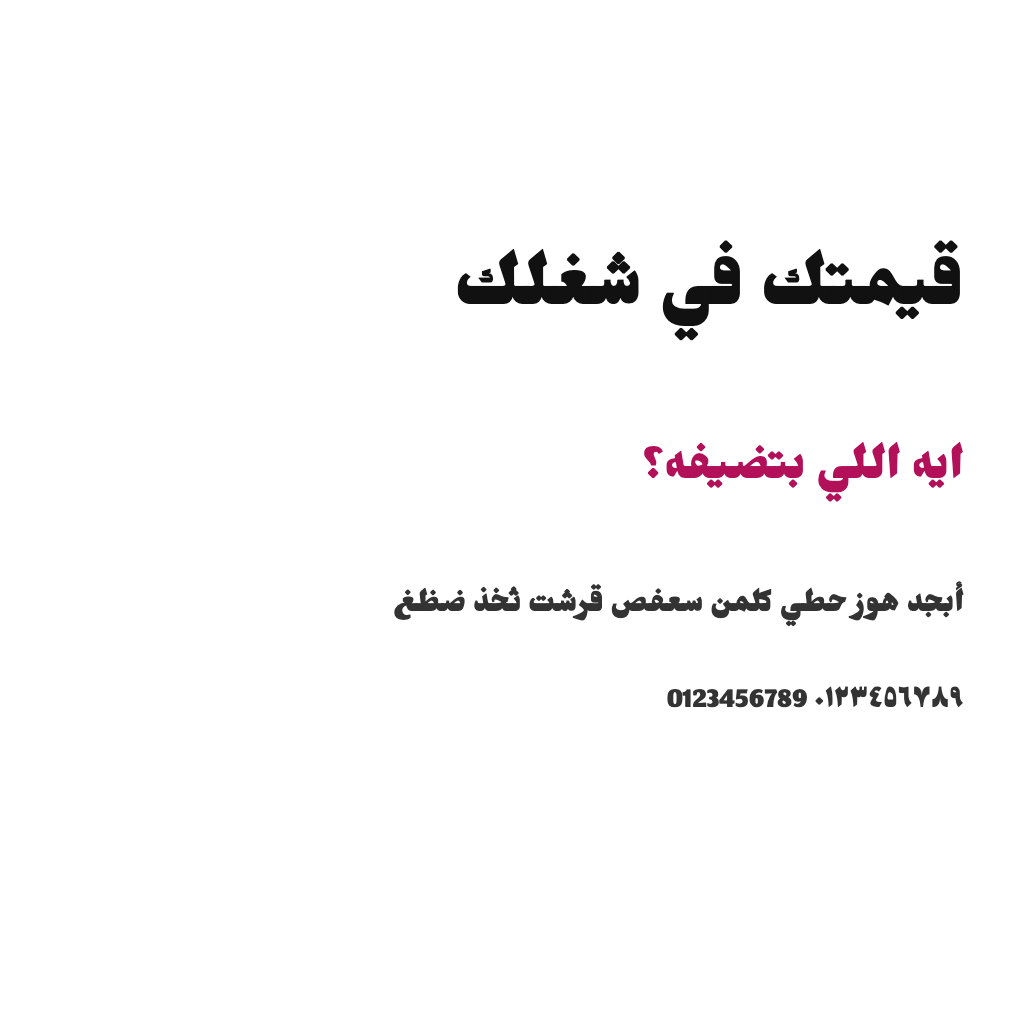 قيمتك في شغلك
ايه اللي بتضيفه؟
أبجد هوز حطي كلمن سعفص قرشت ثخذ ضظغ
٠١٢٣٤٥٦٧٨٩ 0123456789